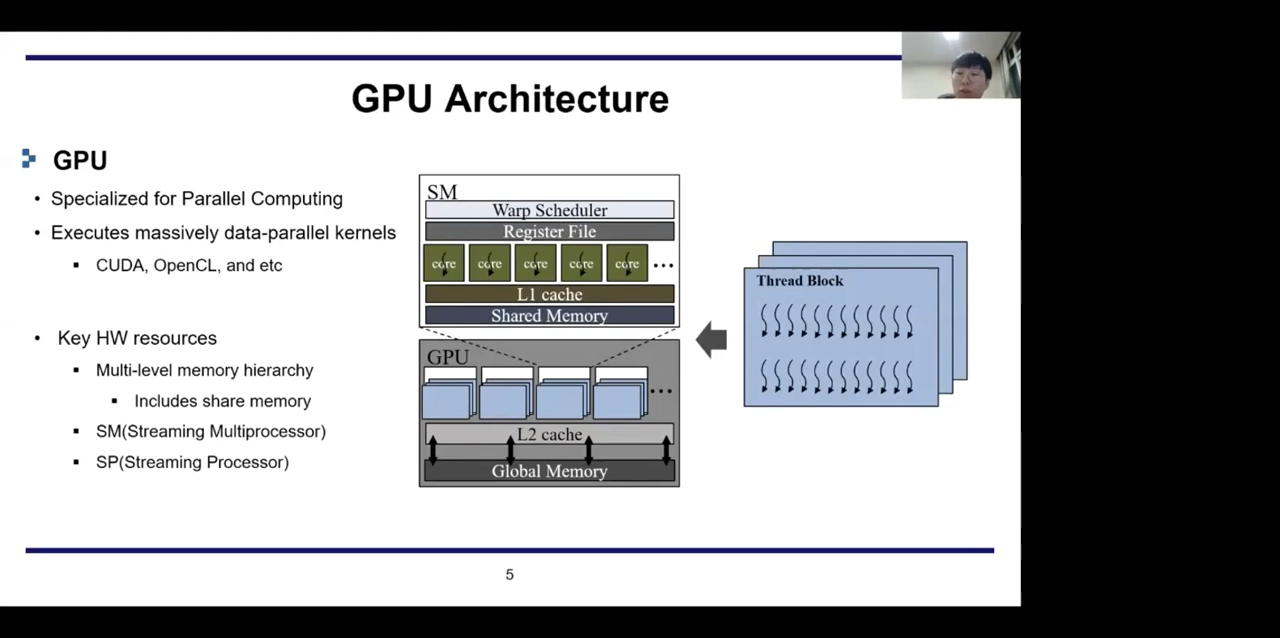 GPU Architecture
GPU
• Specialized for Parallel Computing
• Executes massively data-parallel kernels
▪ CUDA, OpenCL, and etc
• Key HW resources
▪ Multi-level memory hierarchy
▪ Includes share memory
▪ SM(Streaming Multiprocessor)
▪ SP(Streaming Processor)
SM
Warp Scheduler
Register File
core core core core core ...
L1 cache
Shared Memory
GPU
...
L2 cache
Global Memory
Thread Block
5